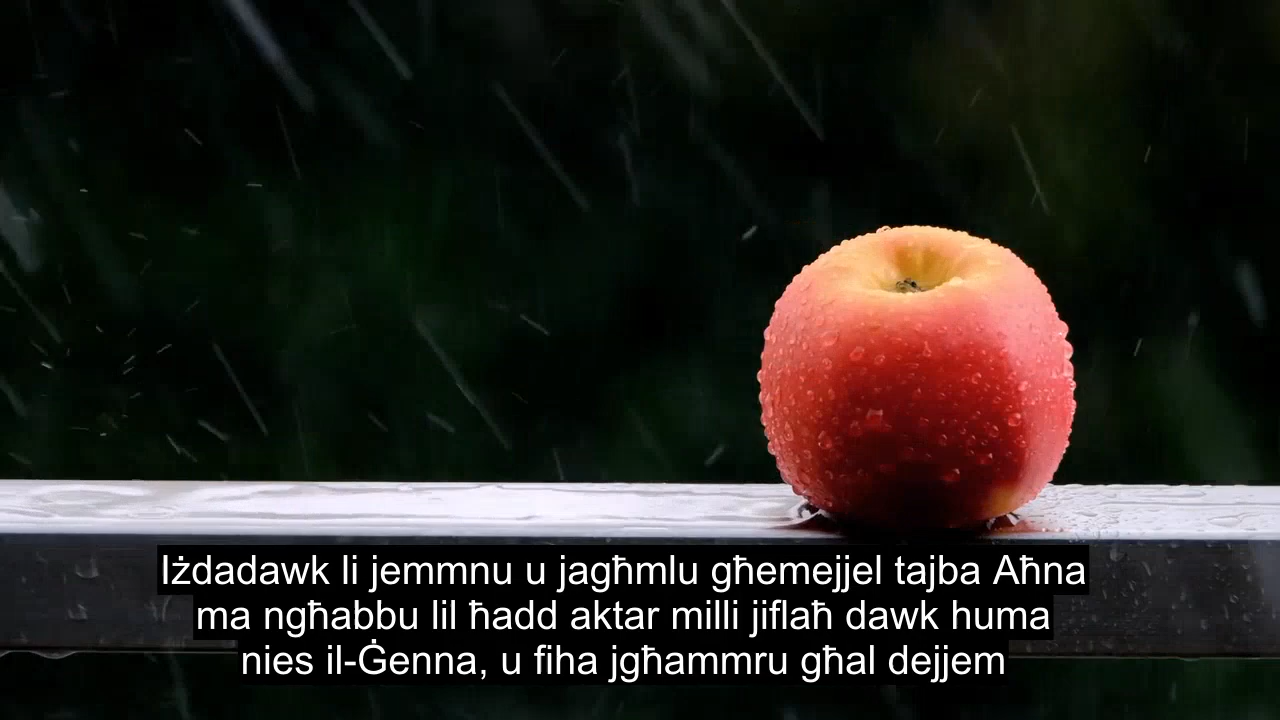 Iżdadawk li jemmnu u jagħmlu għemejjel tajba Aħna
ma ngħabbu lil ħadd aktar milli jiflaħ dawk huma
nies il-Ġenna, u fiha jgħammru għal dejjem